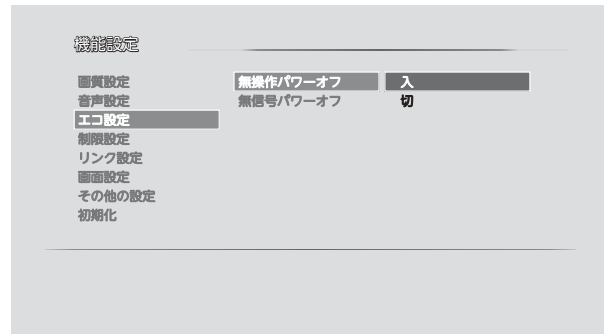 機能設定
画質設定
音声設定
エコ設定
制限設定
リンク設定
画面設定
その他の設定
初期化
無操作パワーオフ
無信号パワーオフ
入
切